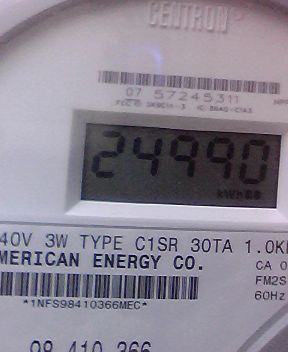 CENTRON®
07 57245311
24990
kWh
40V 3W TYPE C1SR 30TA 1.0K
MERICAN ENERGY CO.
CA 0
FM2S
60Hz
*1NFS98410366MEC*
98 410 366